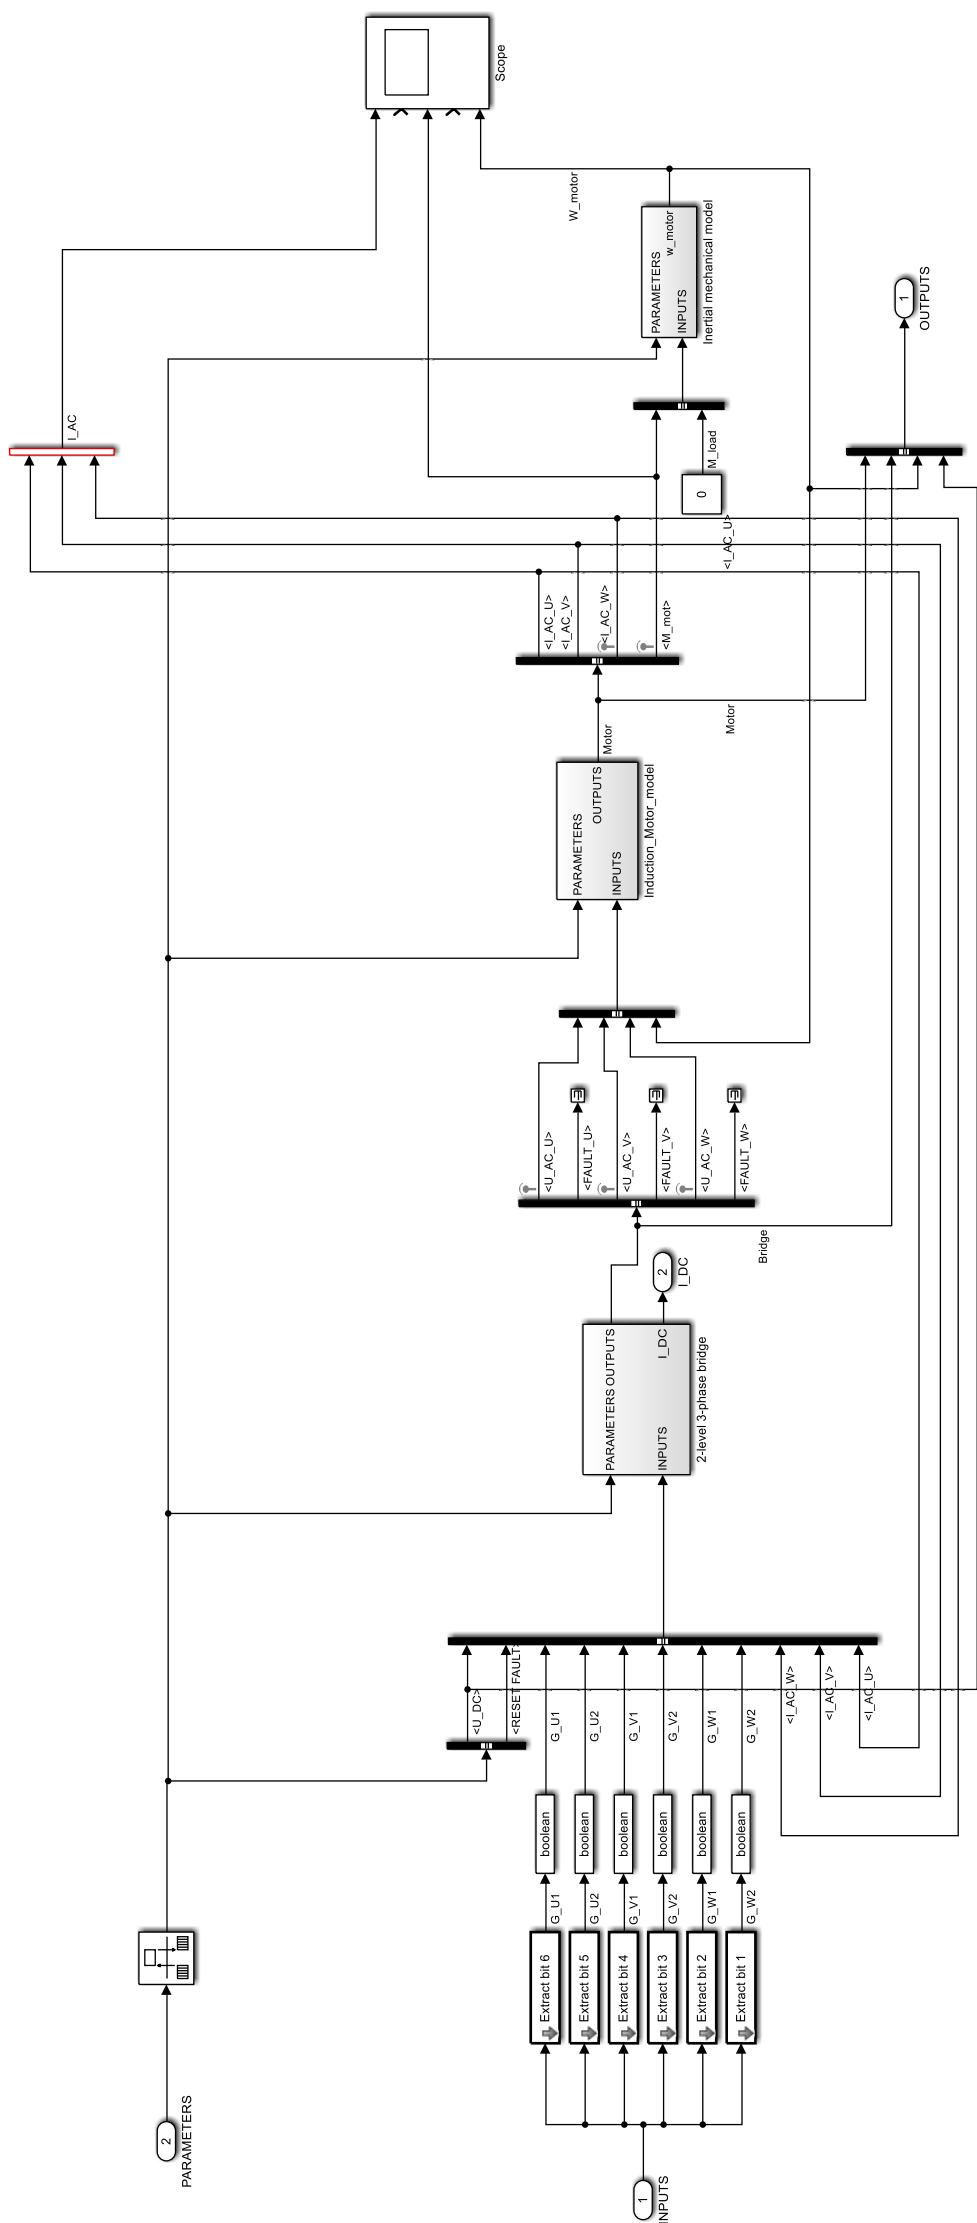 2
PARAMETERS
1
INPUTS
Extract bit 6
Extract bit 5
Extract bit 4
Extract bit 3
Extract bit 2
Extract bit 1
G_U1
G_U2
G_V1
G_V2
G_W1
G_W2
boolean
boolean
boolean
boolean
boolean
boolean
<U_DC>
<RESET FAULT>
G_U1
G_U2
G_V1
G_V2
G_W1
G_W2
<I_AC_W>
<I_AC_V>
<I_AC_U>
PARAMETERS OUTPUTS
INPUTS
I_DC
2-level 3-phase bridge
2
I_DC
Bridge
<U_AC_U>
<FAULT_U>
<U_AC_V>
<FAULT_V>
<U_AC_W>
<FAULT_W>
PARAMETERS
OUTPUTS
INPUTS
Induction_Motor_model
Motor
Motor
<I_AC_U>
<I_AC_V>
<I_AC_W>
<M_mot>
<I_AC_U>
0
M_load
I_AC
PARAMETERS
w_motor
INPUTS
Inertial mechanical model
W_motor
1
OUTPUTS
Scope